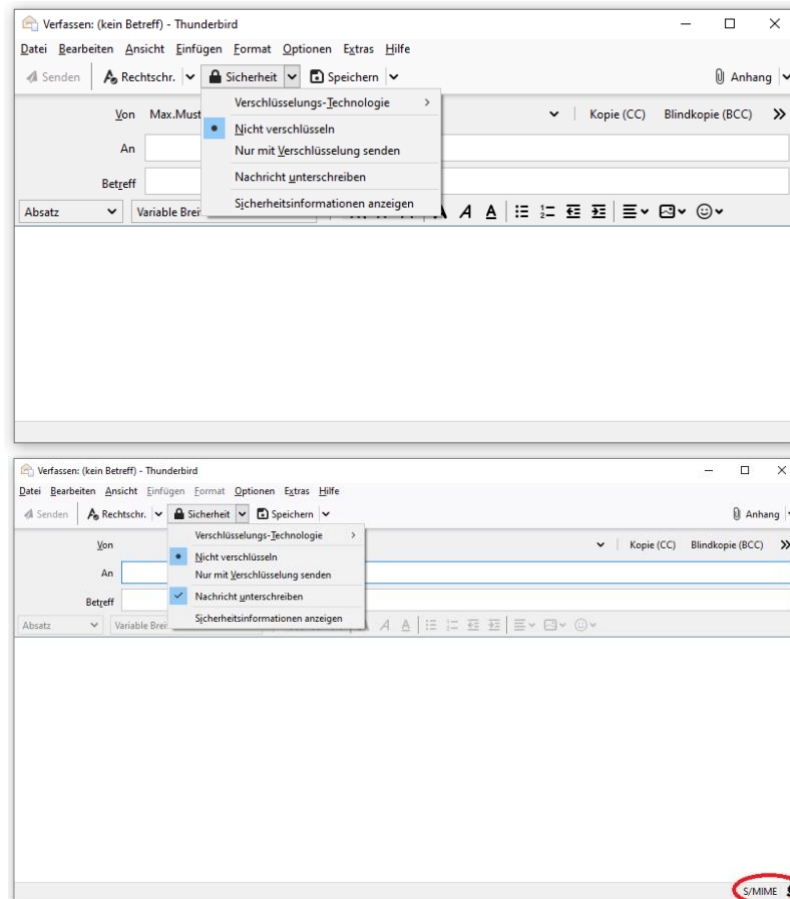 Verfassen: (kein Betreff) - Thunderbird
Datei Bearbeiten Ansicht Einfügen Format Optionen Extras Hilfe
Senden Rechtschr. Sicherheit Speichern Anhang
Verschlüsselungs-Technologie
Von Max.Must Kopie (CC) Blindkopie (BCC)
Nicht verschlüsseln
An
Nur mit Verschlüsselung senden
Nachricht unterschreiben
Betreff
Sicherheitsinformationen anzeigen
Absatz Variable Brei
Verfassen: (kein Betreff) - Thunderbird
Datei Bearbeiten Ansicht Einfügen Format Optionen Extras Hilfe
Senden Rechtschr. Sicherheit Speichern Anhang
Verschlüsselungs-Technologie
Von Kopie (CC) Blindkopie (BCC)
Nicht verschlüsseln
An
Nur mit Verschlüsselung senden
Nachricht unterschreiben
Betreff
Sicherheitsinformationen anzeigen
Absatz Variable Brei
S/MIME